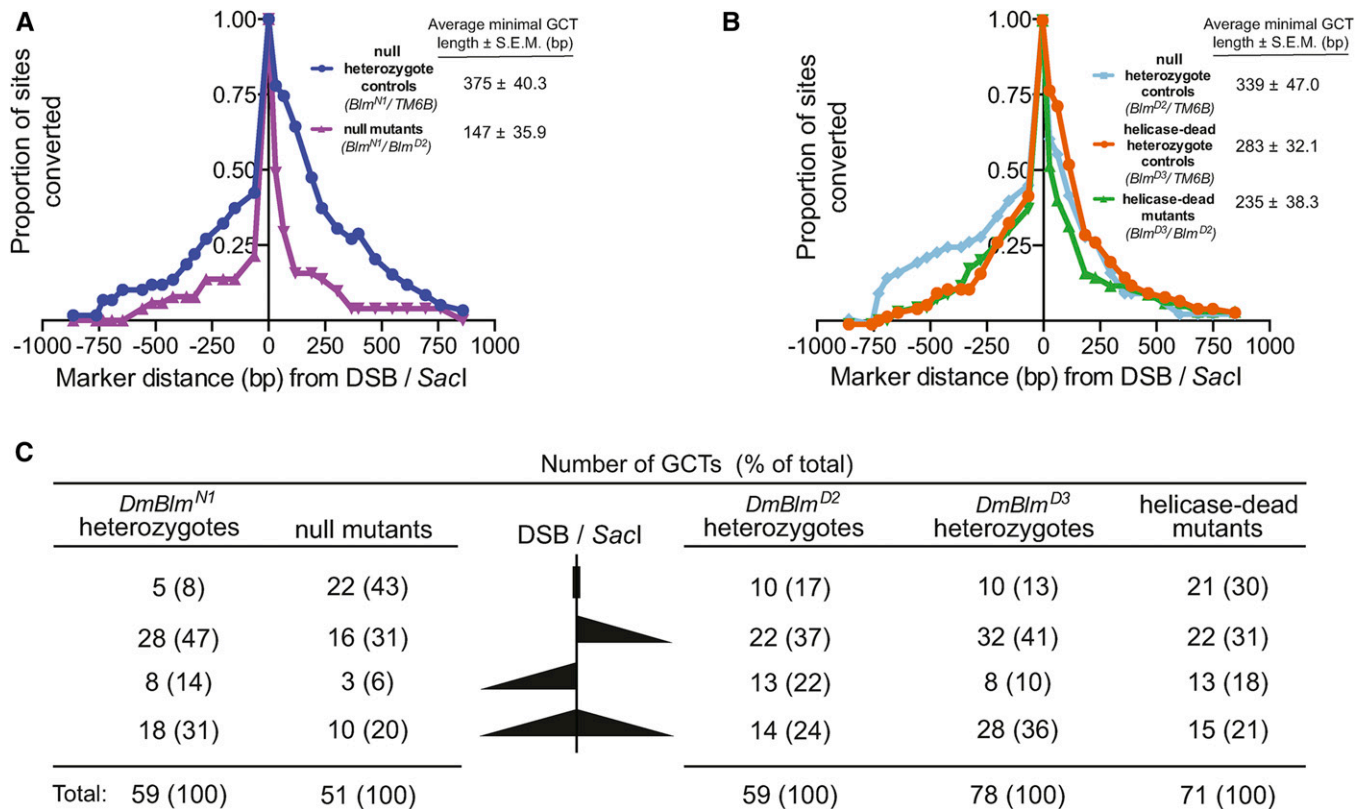 A
1.00
0.75
0.50
0.25
Proportion of sites
converted
null
heterozygote
controls
(Blm^N1/ TM6B)
null mutants
(Blm^N1/ Blm^D2)
Average minimal GCT
length ± S.E.M. (bp)
375 ± 40.3
147 ± 35.9
-1000 -750 -500 -250 0 250 500 750 1000
Marker distance (bp) from DSB / SacI
B
1.00
0.75
0.50
0.25
Proportion of sites
converted
null
heterozygote
controls
(Blm^D2/ TM6B)
helicase-dead
heterozygote
controls
(Blm^D3/ TM6B)
helicase-dead
mutants
(Blm^D3/ Blm^D2)
Average minimal GCT
length ± S.E.M. (bp)
339 ± 47.0
283 ± 32.1
235 ± 38.3
-1000 -750 -500 -250 0 250 500 750 1000
Marker distance (bp) from DSB / SacI
C
Number of GCTs (% of total)
DmBlm^N1
heterozygotes
null mutants
DSB / SacI
DmBlm^D2
heterozygotes
DmBlm^D3
heterozygotes
helicase-dead
mutants
5 (8) 22 (43) 10 (17) 10 (13) 21 (30)
28 (47) 16 (31) 22 (37) 32 (41) 22 (31)
8 (14) 3 (6) 13 (22) 8 (10) 13 (18)
18 (31) 10 (20) 14 (24) 28 (36) 15 (21)
Total: 59 (100) 51 (100) 59 (100) 78 (100) 71 (100)